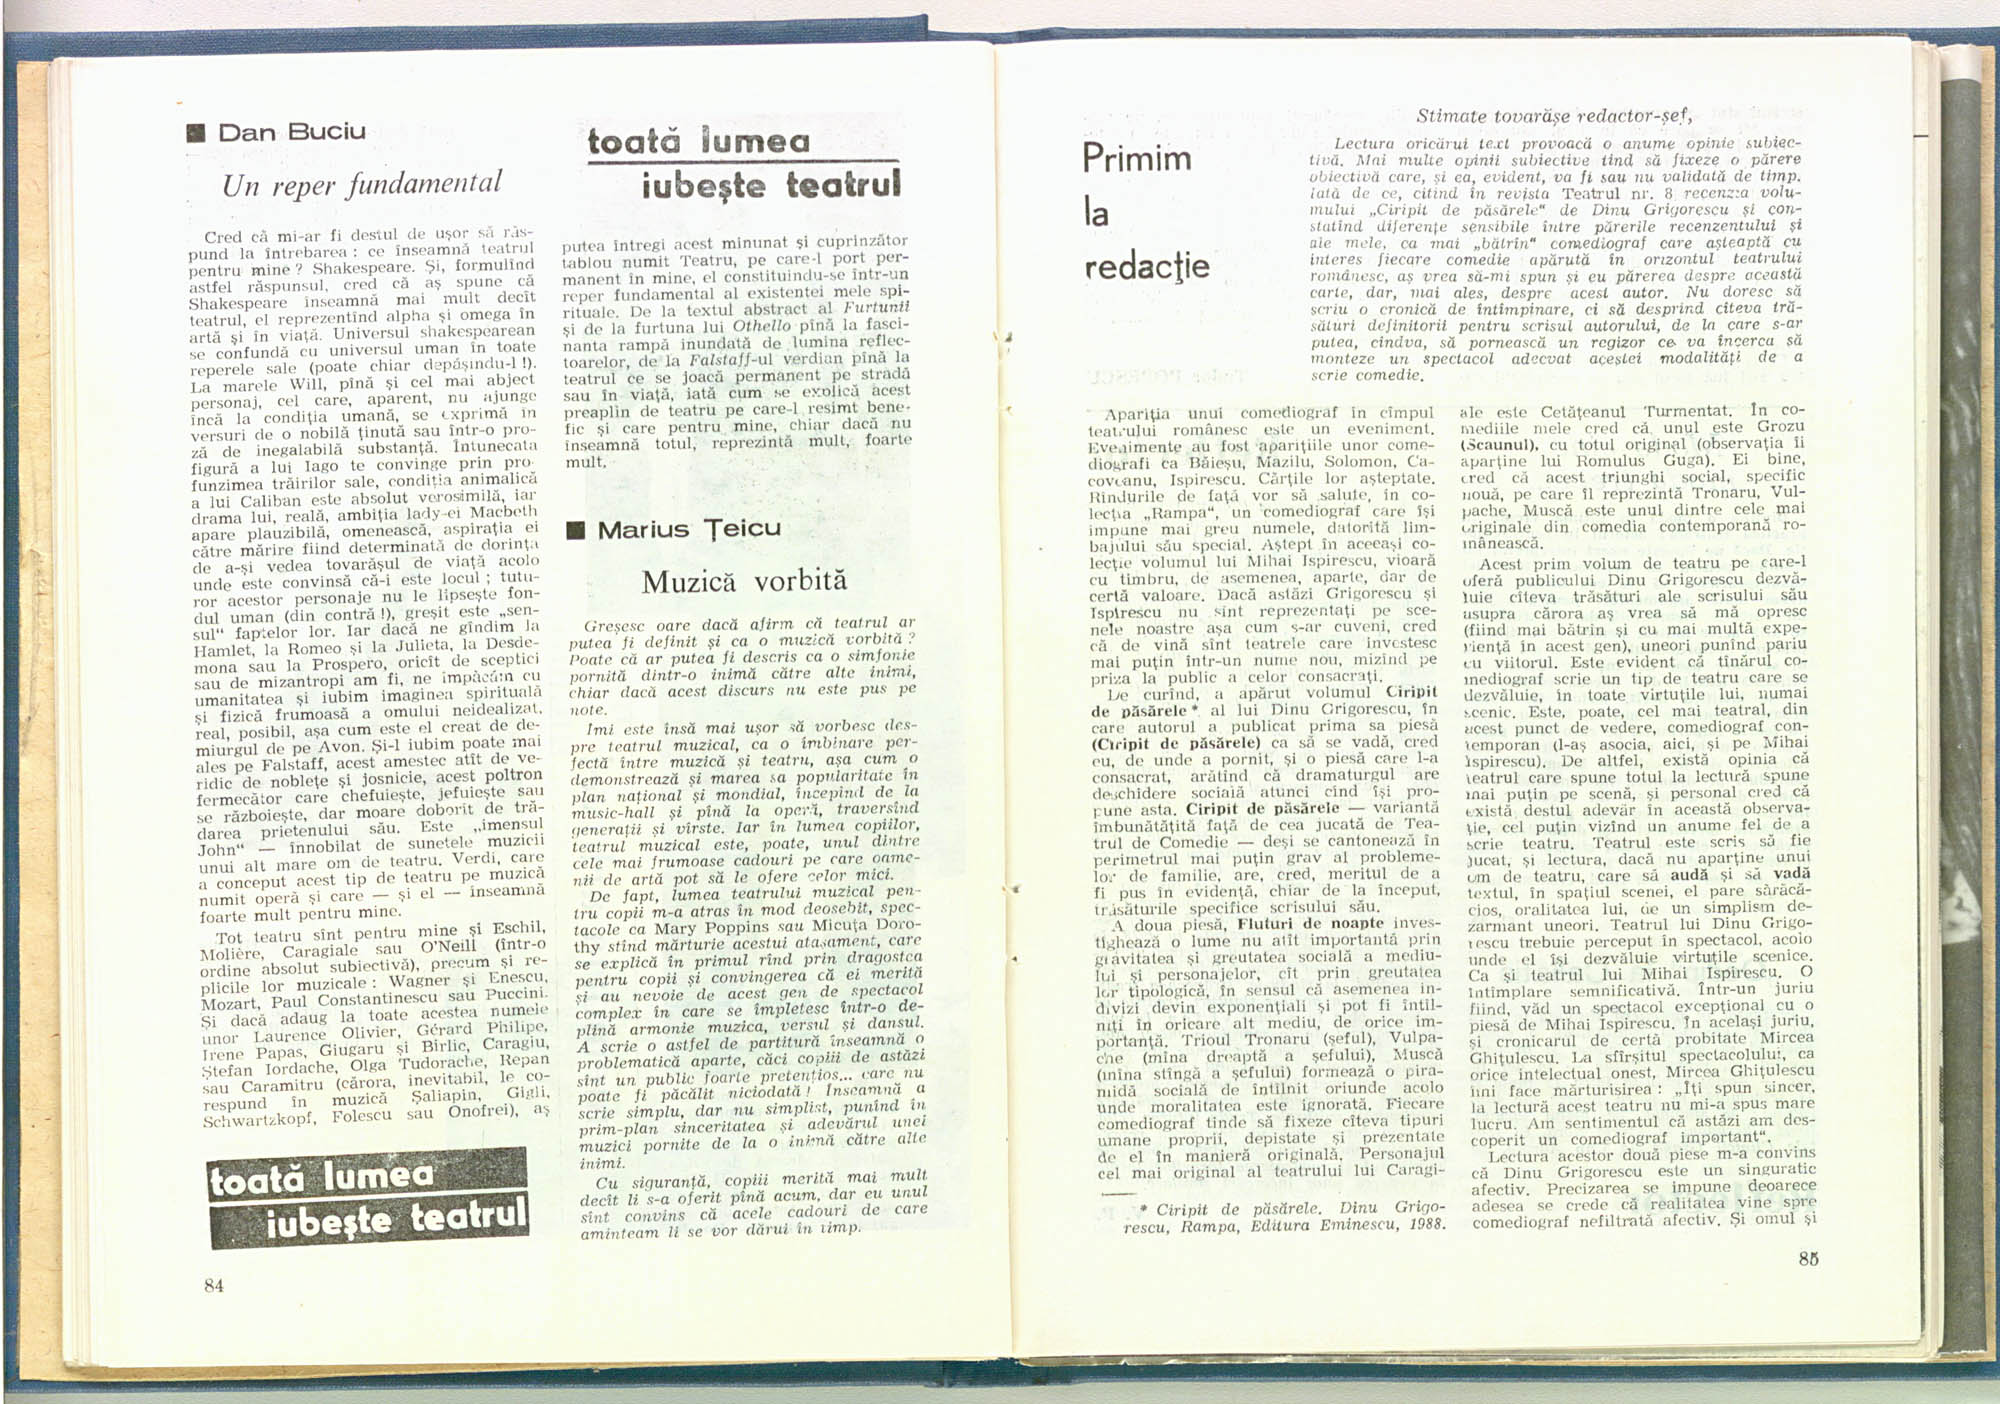 ■ Dan Buciu
Un reper fundamental
Cred că mi-ar fi destul de ușor să răs-
pund la întrebarea : ce înseamnă teatrul
pentru mine ? Shakespeare. Și, formulînd
astfel răspunsul, cred că aș spune că
Shakespeare înseamnă mai mult decît
teatrul, el reprezentînd alpha și omega în
artă și în viață. Universul shakespearean
se confundă cu universul uman în toate
reperele sale (poate chiar depășindu-l !).
La marele Will, pînă și cel mai abject
personaj, cel care, aparent, nu ajunge
încă la condiția umană, se exprimă în
versuri de o nobilă ținută sau într-o pro-
ză de inegalabilă substanță. Întunecata
figură a lui Iago te convinge prin pro-
funzimea trăirilor sale, condiția animalică
a lui Caliban este absolut verosimilă, iar
drama lui, reală, ambiția lady-ei Macbeth
apare plauzibilă, omenească, aspirația ei
către mărire fiind determinată de dorința
de a-și vedea tovarășul de viață acolo
unde este convinsă că-i este locul ; tutu-
ror acestor personaje nu le lipsește fon-
dul uman (din contră !), greșit este „sen-
sul“ faptelor lor. Iar dacă ne gîndim la
Hamlet, la Romeo și la Julieta, la Desde-
mona sau la Prospero, oricît de sceptici
sau de mizantropi am fi, ne împăcăm cu
umanitatea și iubim imaginea spirituală
și fizică frumoasă a omului neidealizat,
real, posibil, așa cum este el creat de de-
miurgul de pe Avon. Și-l iubim poate mai
ales pe Falstaff, acest amestec atît de ve-
ridic de noblețe și josnicie, acest poltron
fermecător care chefuiește, jefuiește sau
se războiește, dar moare doborît de tră-
darea prietenului său. Este „imensul
John“ — înnobilat de sunetele muzicii
unui alt mare om de teatru. Verdi, care
a conceput acest tip de teatru pe muzică
numit operă și care — și el — înseamnă
foarte mult pentru mine.
Tot teatru sînt pentru mine și Eschil,
Molière, Caragiale sau O'Neill (într-o
ordine absolut subiectivă), precum și re-
plicile lor muzicale : Wagner și Enescu,
Mozart, Paul Constantinescu sau Puccini.
Și dacă adaug la toate acestea numele
unor Laurence Olivier, Gérard Philipe,
Irene Papas, Giugaru și Birlic, Caragiu,
Ștefan Iordache, Olga Tudorache, Repan
sau Caramitru (cărora, inevitabil, le co-
respund în muzică Șaliapin, Gigli,
Schwartzkopf, Folescu sau Onofrei), aș
toată lumea
iubește teatrul
84
toată lumea
iubește teatrul
putea întregi acest minunat și cuprinzător
tablou numit Teatru, pe care-l port per-
manent în mine, el constituindu-se într-un
reper fundamental al existenței mele spi-
rituale. De la textul abstract al Furtunii
și de la furtuna lui Othello pînă la fasci-
nanta rampă inundată de lumina reflec-
toarelor, de la Falstaff-ul verdian pînă la
teatrul ce se joacă permanent pe stradă
sau în viață, iată cum se explică acest
preaplin de teatru pe care-l resimt bene-
fic și care pentru mine, chiar dacă nu
înseamnă totul, reprezintă mult, foarte
mult.
■ Marius Țeicu
Muzică vorbită
Greșesc oare dacă afirm că teatrul ar
putea fi definit și ca o muzică vorbită ?
Poate că ar putea fi descris ca o simfonie
pornită dintr-o inimă către alte inimi,
chiar dacă acest discurs nu este pus pe
note.
Îmi este însă mai ușor să vorbesc des-
pre teatrul muzical, ca o îmbinare per-
fectă între muzică și teatru, așa cum o
demonstrează și marea sa popularitate în
plan național și mondial, începînd de la
music-hall și pînă la operă, traversînd
generații și vîrste. Iar în lumea copiilor,
teatrul muzical este, poate, unul dintre
cele mai frumoase cadouri pe care oame-
nii de artă pot să le ofere celor mici.
De fapt, lumea teatrului muzical pen-
tru copii m-a atras în mod deosebit, spec-
tacole ca Mary Poppins sau Micuța Doro-
thy stînd mărturie acestui atașament, care
se explică în primul rînd prin dragostea
pentru copii și convingerea că ei merită
și au nevoie de acest gen de spectacol
complex în care se împletesc într-o de-
plină armonie muzica, versul și dansul.
A scrie o astfel de partitură înseamnă o
problematică aparte, căci copiii de astăzi
sînt un public foarte pretențios... care nu
poate fi păcălit niciodată ! Înseamnă a
scrie simplu, dar nu simplist, punînd în
prim-plan sinceritatea și adevărul unei
muzici pornite de la o inimă către alte
inimi.
Cu siguranță, copiii merită mai mult
decît li s-a oferit pînă acum, dar eu unul
sînt convins că acele cadouri de care
aminteam li se vor dărui în timp.
Primim
la
redacție
Stimate tovarășe redactor-șef,
Lectura oricărui text provoacă o anume opinie subiec-
tivă. Mai multe opinii subiective tind să fixeze o părere
obiectivă care, și ea, evident, va fi sau nu validată de timp.
Iată de ce, citind în revista Teatrul nr. 8 recenzia volu-
mului „Ciripit de păsărele“ de Dinu Grigorescu și con-
statînd diferențe sensibile între părerile recenzentului și
ale mele, ca mai „bătrîn“ comediograf care așteaptă cu
interes fiecare comedie apărută în orizontul teatrului
românesc, aș vrea să-mi spun și eu părerea despre această
carte, dar, mai ales, despre acest autor. Nu doresc să
scriu o cronică de întîmpinare, ci să desprind cîteva tră-
sături definitorii pentru scrisul autorului, de la care s-ar
putea, cîndva, să pornească un regizor ce va încerca să
monteze un spectacol adecvat acestei modalități de a
scrie comedie.
Apariția unui comediograf în cîmpul
teatrului românesc este un eveniment.
Evenimente au fost aparițiile unor come-
diografi ca Băieșu, Mazilu, Solomon, Ca-
coveanu, Ispirescu. Cărțile lor așteptate.
Rîndurile de față vor să salute, în co-
lecția „Rampa“, un comediograf care își
impune mai greu numele, datorită lim-
bajului său special. Aștept în aceeași co-
lecție volumul lui Mihai Ispirescu, vioară
cu timbru, de asemenea, aparte, dar de
certă valoare. Dacă astăzi Grigorescu și
Ispirescu nu sînt reprezentați pe sce-
nele noastre așa cum s-ar cuveni, cred
că de vină sînt teatrele care investesc
mai puțin într-un nume nou, mizînd pe
priza la public a celor consacrați.
De curînd, a apărut volumul Ciripit
de păsărele* al lui Dinu Grigorescu, în
care autorul a publicat prima sa piesă
(Ciripit de păsărele) ca să se vadă, cred
eu, de unde a pornit, și o piesă care l-a
consacrat, arătînd că dramaturgul are
deschidere socială atunci cînd își pro-
pune asta. Ciripit de păsărele — variantă
îmbunătățită față de cea jucată de Tea-
trul de Comedie — deși se cantonează în
perimetrul mai puțin grav al probleme-
lor de familie, are, cred, meritul de a
fi pus în evidență, chiar de la început,
trăsăturile specifice scrisului său.
A doua piesă, Fluturi de noapte inves-
tighează o lume nu atît importantă prin
gravitatea și greutatea socială a mediu-
lui și personajelor, cît prin greutatea
lor tipologică, în sensul că asemenea in-
divizi devin exponențiali și pot fi întîl-
niți în oricare alt mediu, de orice im-
portanță. Trioul Tronaru (șeful), Vulpa-
che (mîna dreaptă a șefului), Muscă
(mîna stîngă a șefului) formează o pira-
midă socială de întîlnit oriunde acolo
unde moralitatea este ignorată. Fiecare
comediograf tinde să fixeze cîteva tipuri
umane proprii, depistate și prezentate
de el în manieră originală. Personajul
cel mai original al teatrului lui Caragi-
* Ciripit de păsărele. Dinu Grigo-
rescu, Rampa, Editura Eminescu, 1988.
ale este Cetățeanul Turmentat. În co-
mediile mele cred că unul este Grozu
(Scaunul), cu totul original (observația îi
aparține lui Romulus Guga). Ei bine,
cred că acest triunghi social, specific
nouă, pe care îl reprezintă Tronaru, Vul-
pache, Muscă este unul dintre cele mai
originale din comedia contemporană ro-
mânească.
Acest prim volum de teatru pe care-l
oferă publicului Dinu Grigorescu dezvă-
luie cîteva trăsături ale scrisului său
asupra cărora aș vrea să mă opresc
(fiind mai bătrîn și cu mai multă expe-
riență în acest gen), uneori punînd pariu
cu viitorul. Este evident că tînărul co-
mediograf scrie un tip de teatru care se
dezvăluie, în toate virtuțile lui, numai
scenic. Este, poate, cel mai teatral, din
acest punct de vedere, comediograf con-
temporan (l-aș asocia, aici, și pe Mihai
Ispirescu). De altfel, există opinia că
teatrul care spune totul la lectură spune
mai puțin pe scenă, și personal cred că
există destul adevăr în această observa-
ție, cel puțin vizînd un anume fel de a
scrie teatru. Teatrul este scris să fie
jucat, și lectura, dacă nu aparține unui
om de teatru, care să audă și să vadă
textul, în spațiul scenei, el pare sărăcă-
cios, oralitatea lui, de un simplism de-
zarmant uneori. Teatrul lui Dinu Grigo-
rescu trebuie perceput în spectacol, acolo
unde el își dezvăluie virtuțile scenice.
Ca și teatrul lui Mihai Ispirescu. O
întîmplare semnificativă. Într-un juriu
fiind, văd un spectacol excepțional cu o
piesă de Mihai Ispirescu. În același juriu,
și cronicarul de certă probitate Mircea
Ghițulescu. La sfîrșitul spectacolului, ca
orice intelectual onest, Mircea Ghițulescu
îmi face mărturisirea : „Îți spun sincer,
la lectură acest teatru nu mi-a spus mare
lucru. Am sentimentul că astăzi am des-
coperit un comediograf important“.
Lectura acestor două piese m-a convins
că Dinu Grigorescu este un singuratic
afectiv. Precizarea se impune deoarece
adesea se crede că realitatea vine spre
comediograf nefiltrată afectiv. Și omul și
85